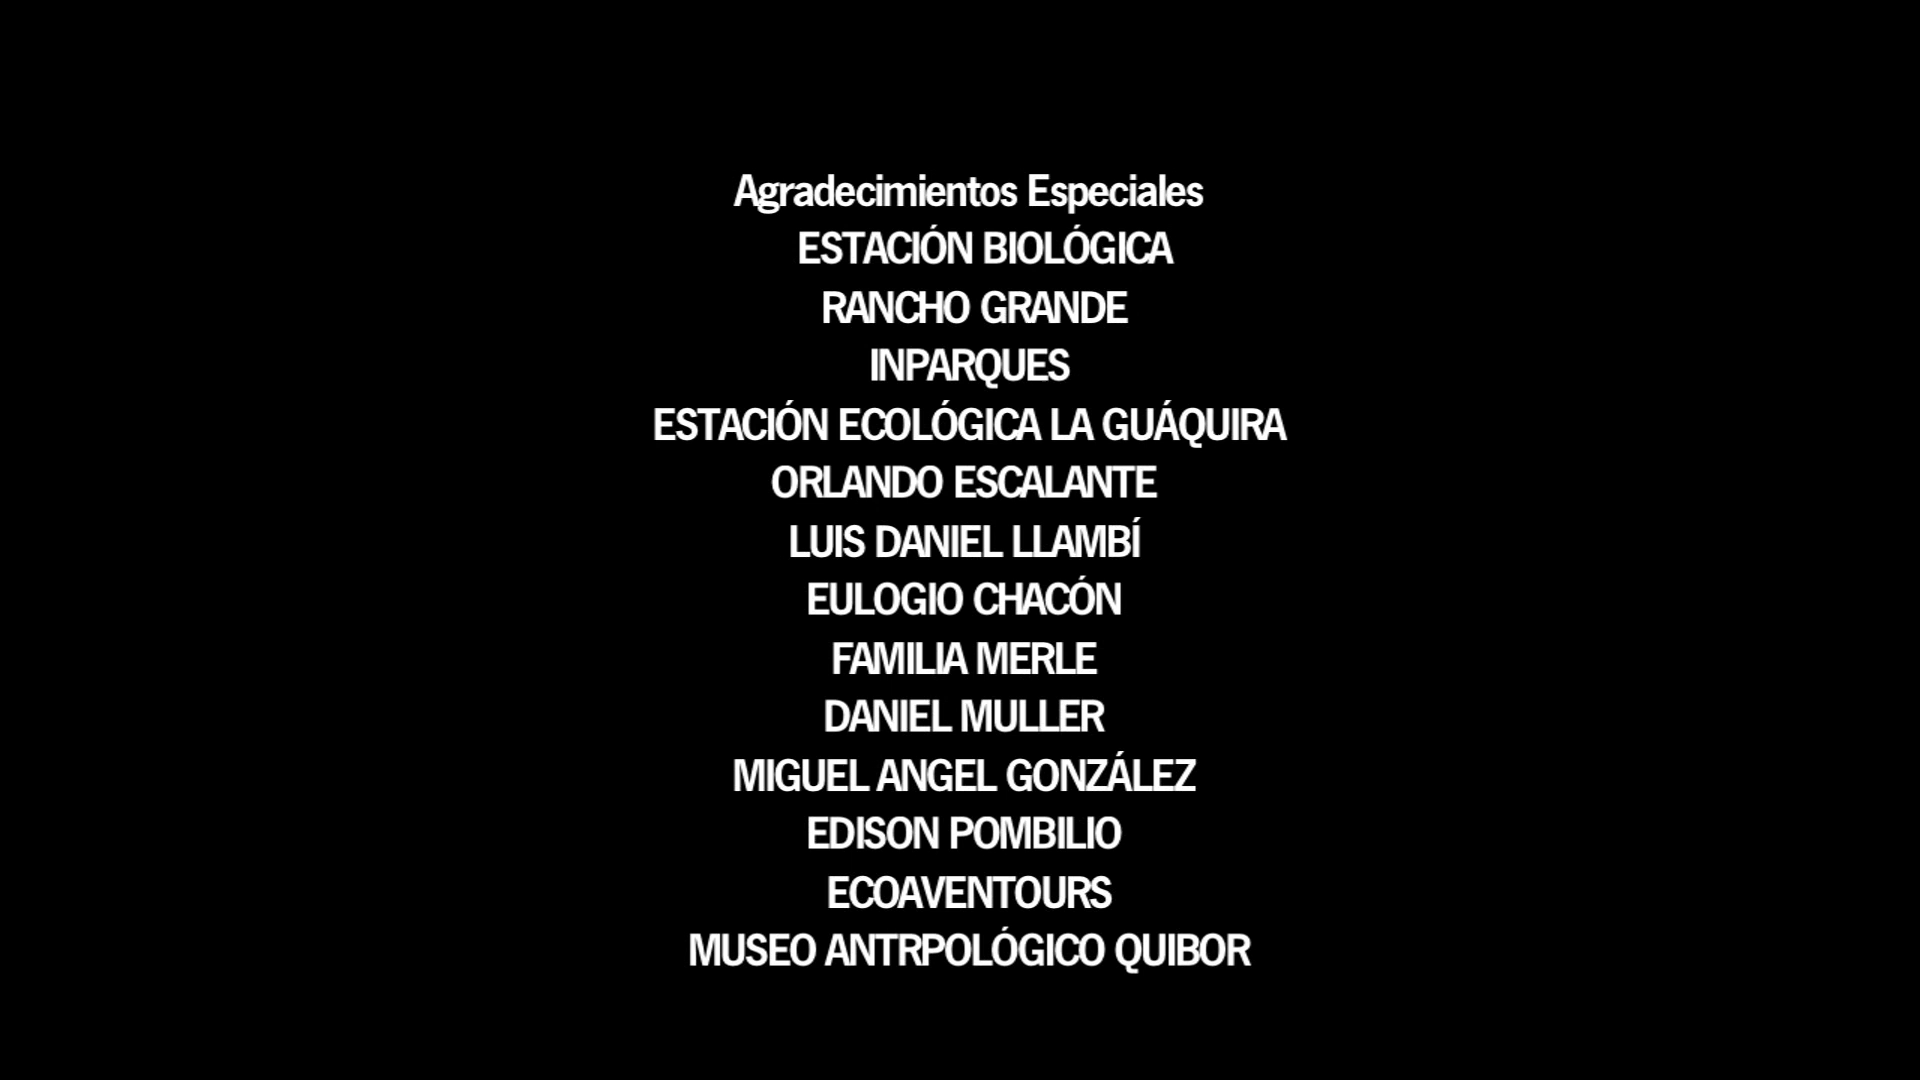 Agradecimientos Especiales
ESTACIÓN BIOLÓGICA
RANCHO GRANDE
INPARQUES
ESTACIÓN ECOLÓGICA LA GUÁQUIRA
ORLANDO ESCALANTE
LUIS DANIEL LLAMBÍ
EULOGIO CHACÓN
FAMILIA MERLE
DANIEL MULLER
MIGUEL ANGEL GONZÁLEZ
EDISON POMBILIO
ECOAVENTOURS
MUSEO ANTRPOLÓGICO QUIBOR